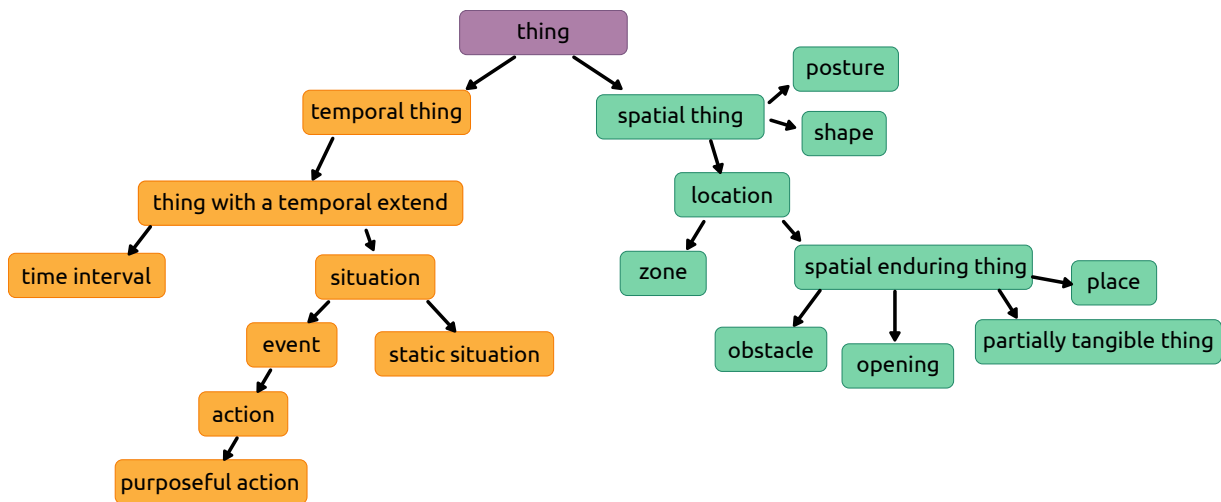 thing
posture
temporal thing
spatial thing
shape
thing with a temporal extend
location
time interval
situation
zone
spatial enduring thing
place
event
static situation
obstacle
opening
partially tangible thing
action
purposeful action